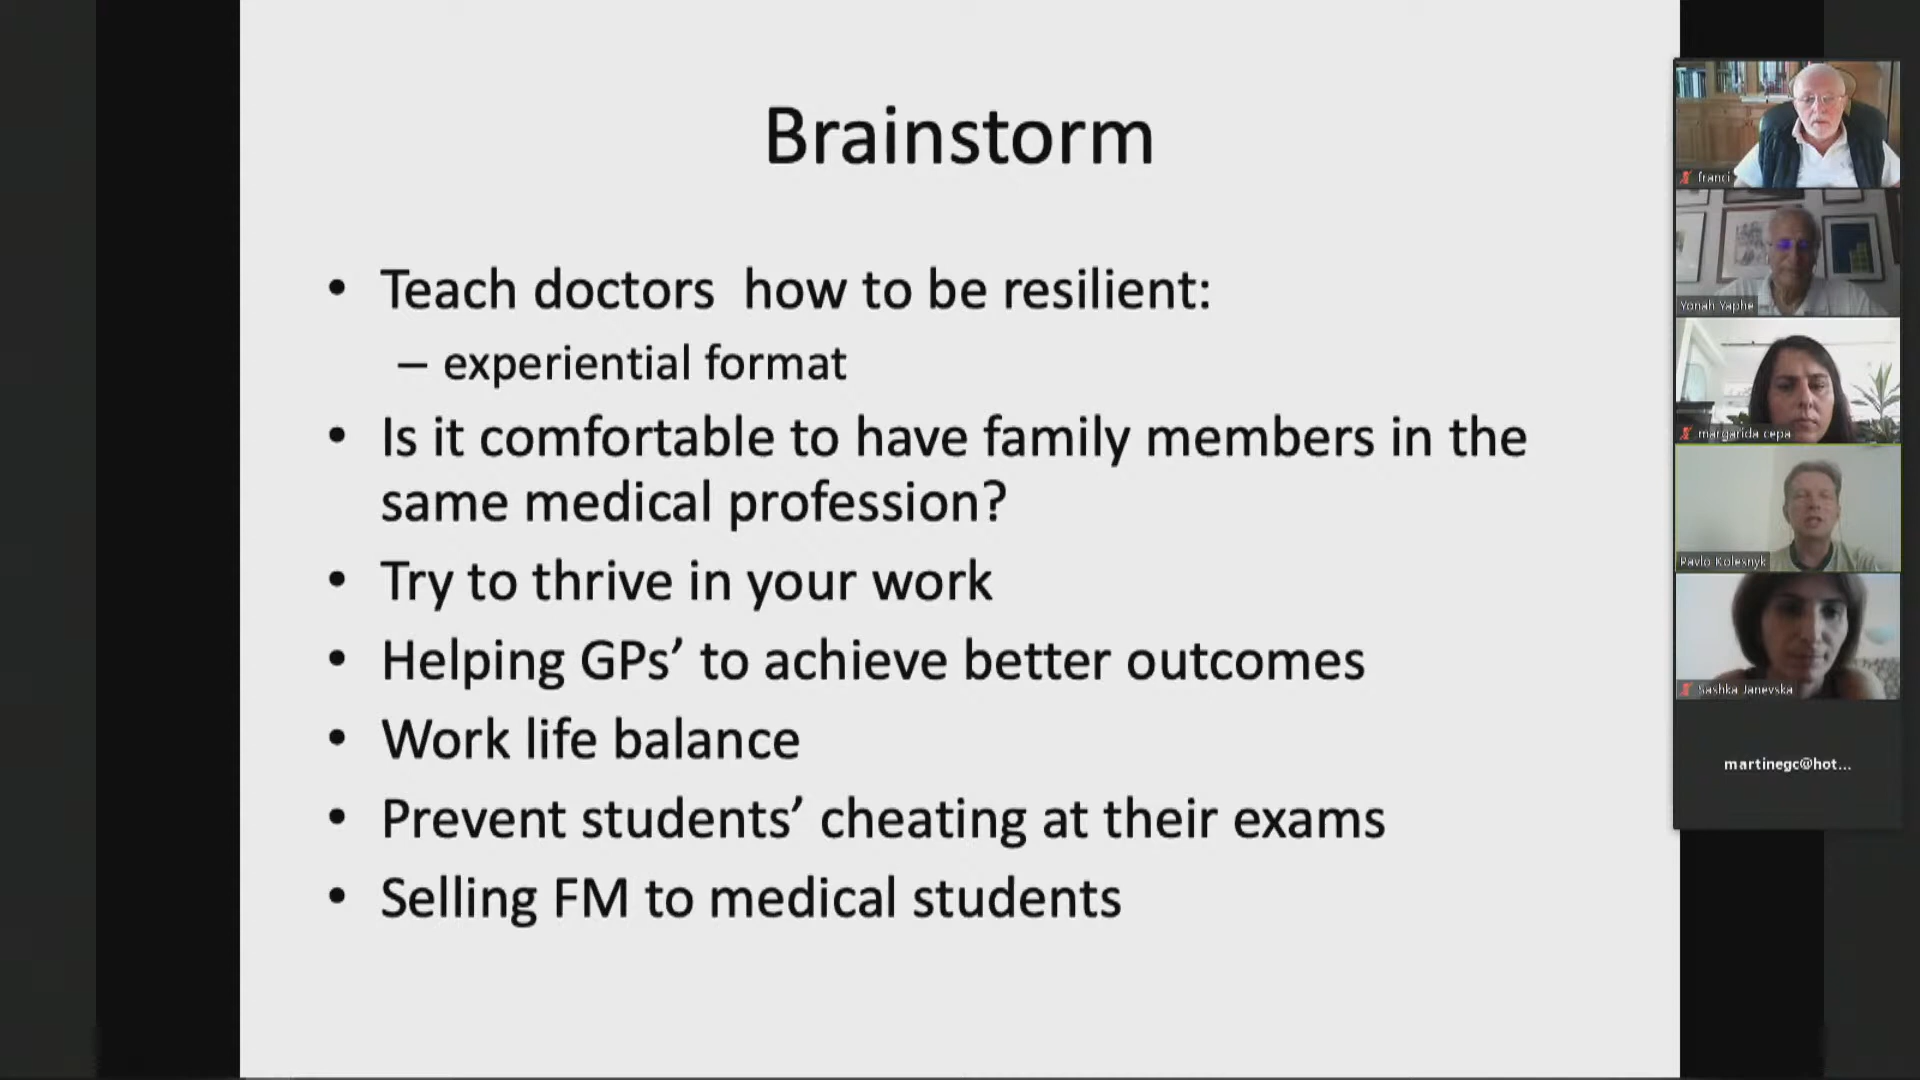 Brainstorm
• Teach doctors  how to be resilient:
– experiential format
• Is it comfortable to have family members in the
same medical profession?
• Try to thrive in your work
• Helping GPs’ to achieve better outcomes
• Work life balance
• Prevent students’ cheating at their exams
• Selling FM to medical students
franci
Yonah Yaphe
margarida cepa
Pavlo Kolesnyk
Sashka Janevska
martinegc@hot...